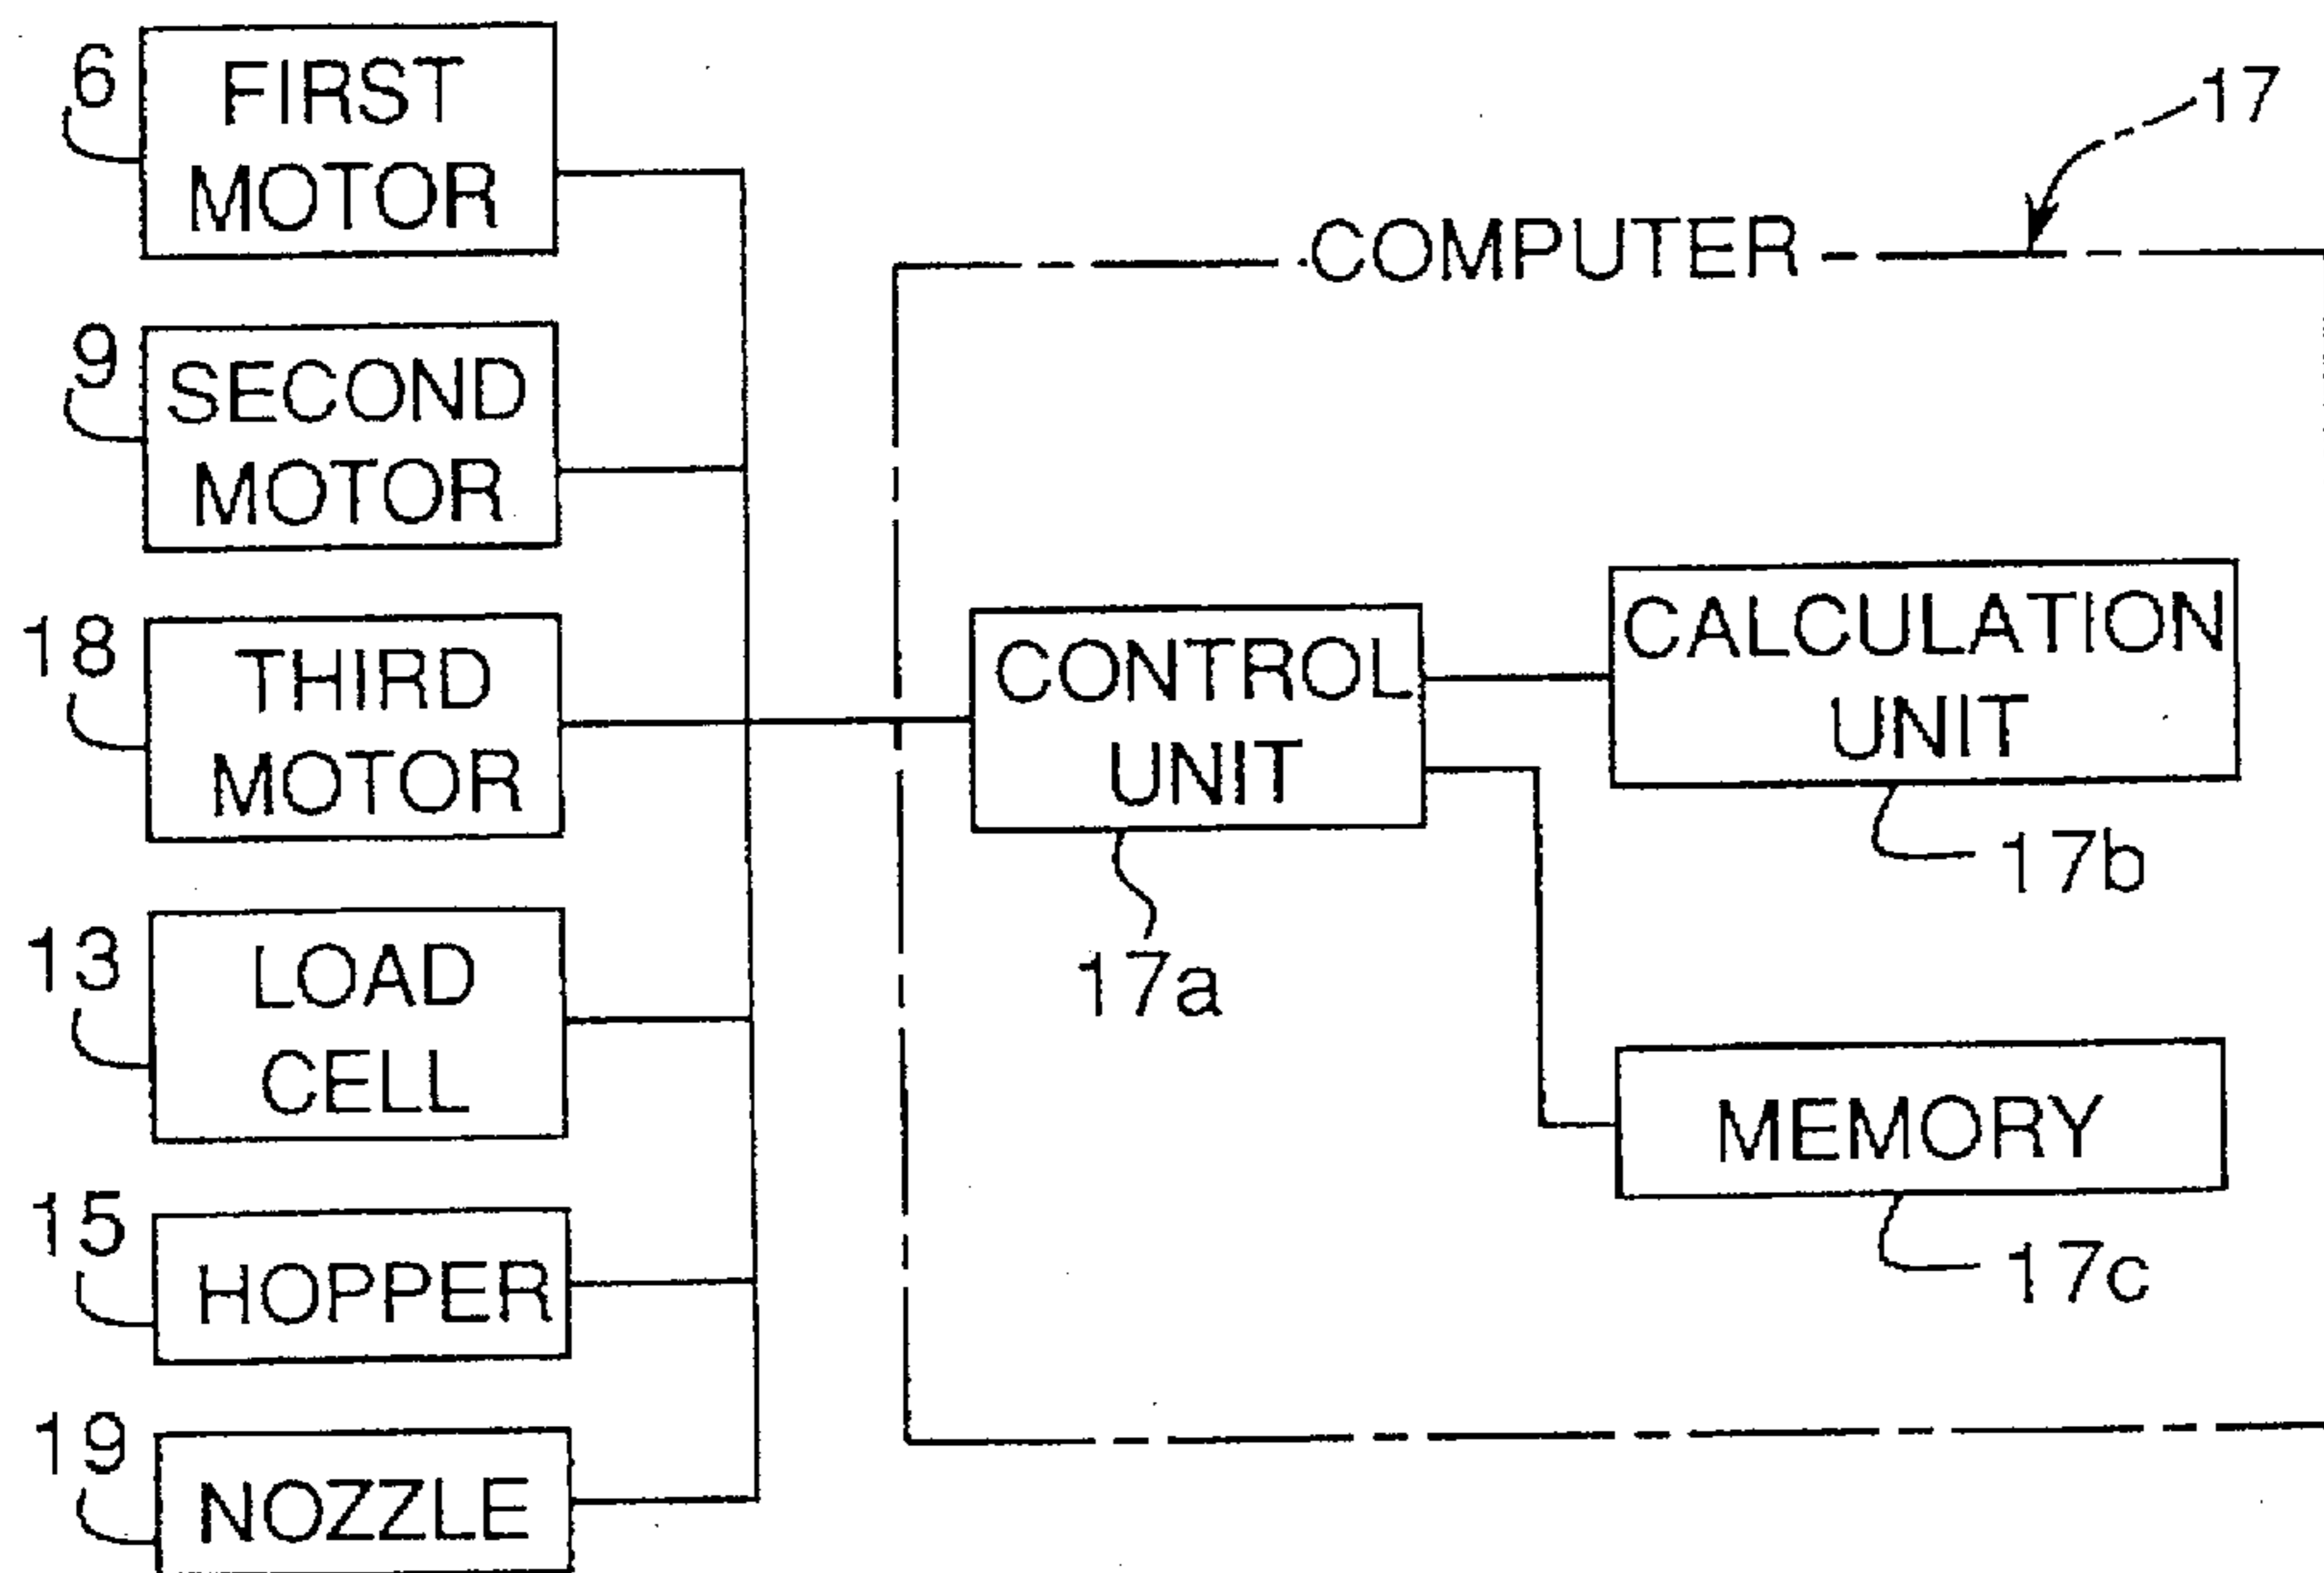 6
FIRST
MOTOR
9
SECOND
MOTOR
18
THIRD
MOTOR
13
LOAD
CELL
15
HOPPER
19
NOZZLE
17
COMPUTER
CONTROL
UNIT
17a
CALCULATION
UNIT
17b
MEMORY
17c